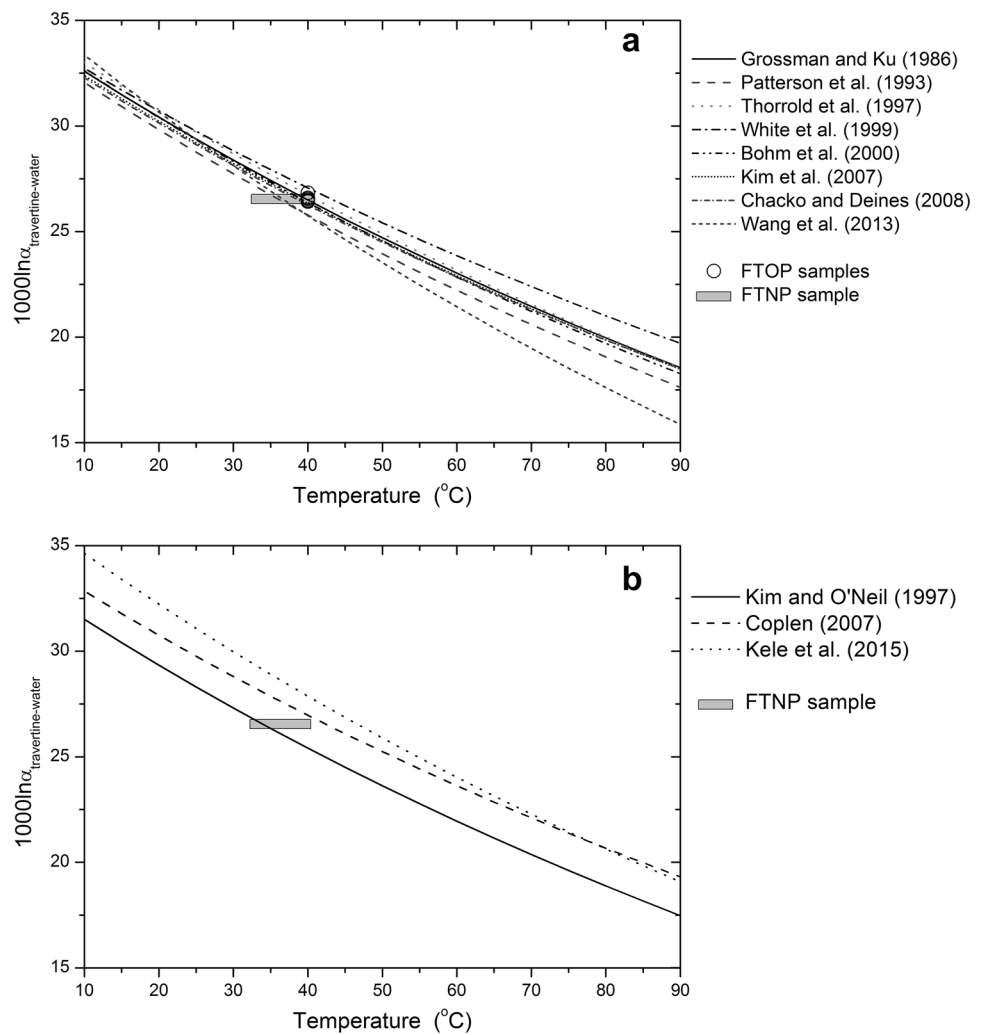 a
35
30
25
20
15
1000lnαtravertine-water
10 20 30 40 50 60 70 80 90
Temperature (oC)
Grossman and Ku (1986)
Patterson et al. (1993)
Thorrold et al. (1997)
White et al. (1999)
Bohm et al. (2000)
Kim et al. (2007)
Chacko and Deines (2008)
Wang et al. (2013)
FTOP samples
FTNP sample
b
35
30
25
20
15
1000lnαtravertine-water
10 20 30 40 50 60 70 80 90
Temperature (oC)
Kim and O'Neil (1997)
Coplen (2007)
Kele et al. (2015)
FTNP sample